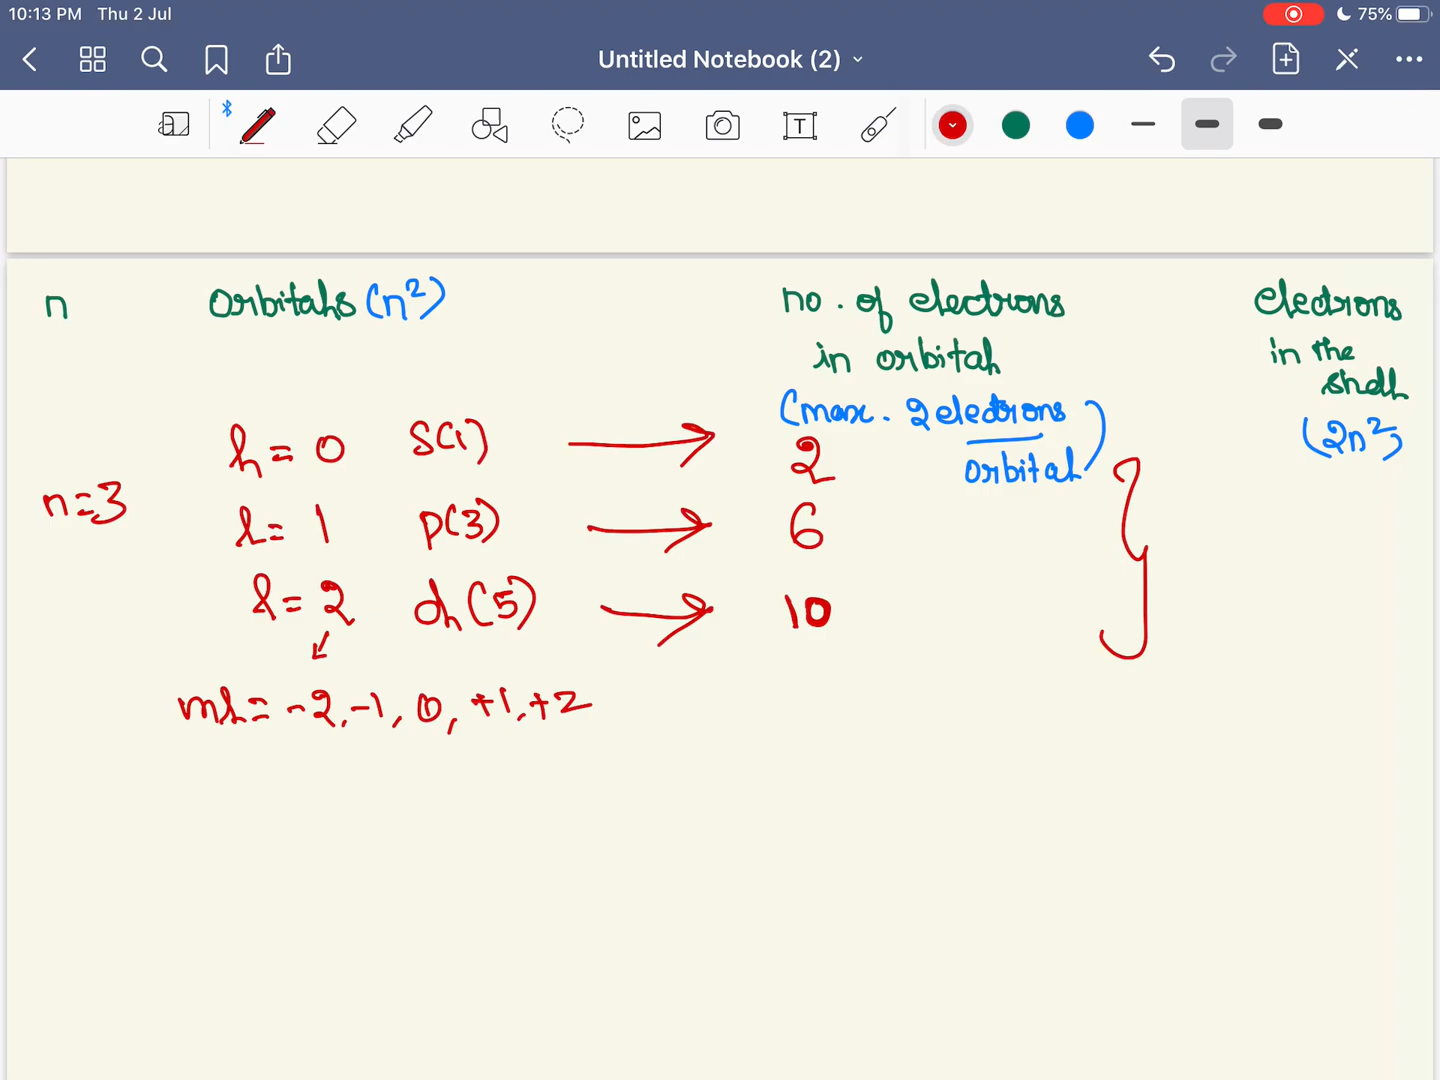 10:13 PM Thu 2 Jul
75%
Untitled Notebook (2)
n orbitals (n²) no. of electrons in orbital electrons in the shell
(max. 2 electrons / orbital) (2n²)
l = 0 s(1) → 2
n = 3
l = 1 p(3) → 6
l = 2 d(5) → 10
ml = -2, -1, 0, +1, +2